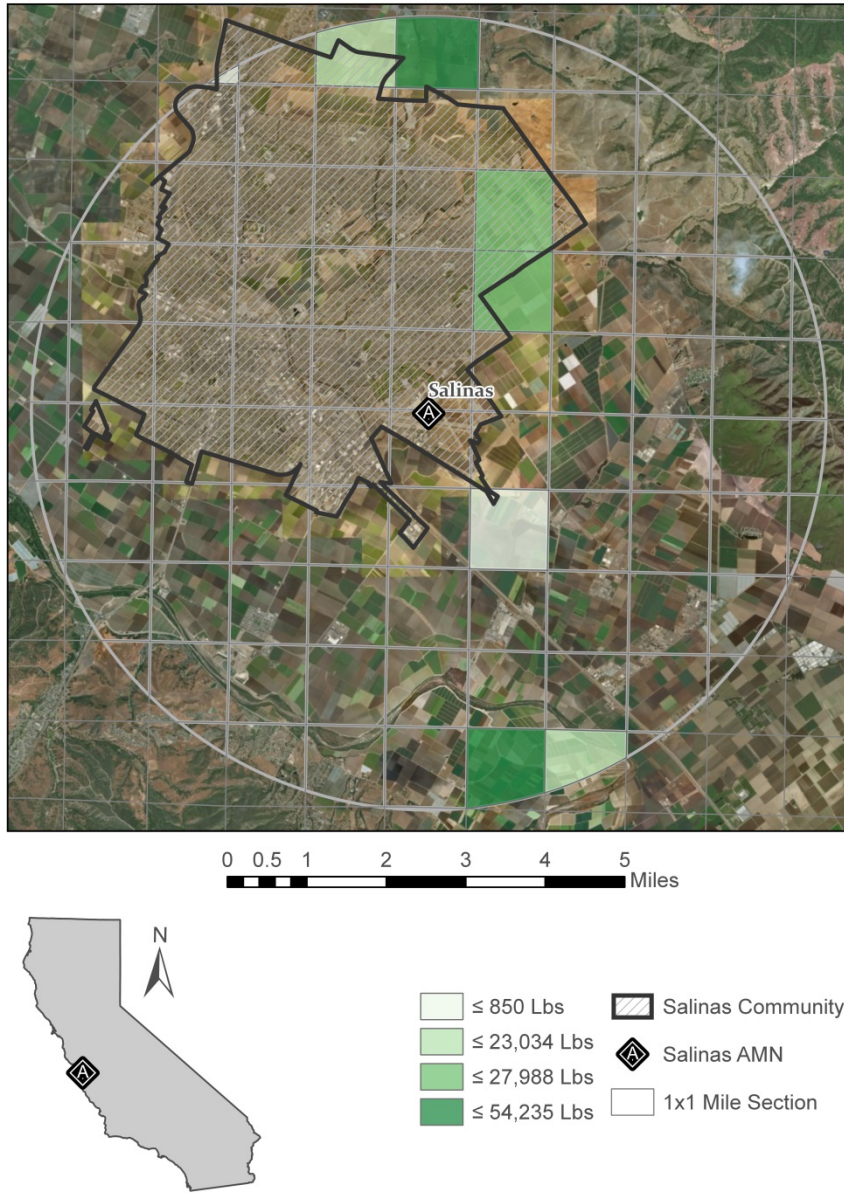 Salinas
A
0 0.5 1 2 3 4 5
Miles
N
A
≤ 850 Lbs
≤ 23,034 Lbs
≤ 27,988 Lbs
≤ 54,235 Lbs
Salinas Community
A Salinas AMN
1x1 Mile Section